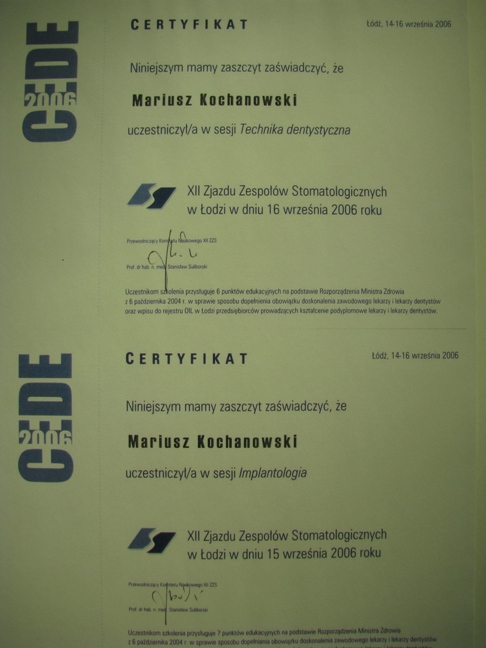 CEDE
2006
CERTYFIKAT
Łódź, 14-16 września 2006
Niniejszym mamy zaszczyt zaświadczyć, że
Mariusz Kochanowski
uczestniczył/a w sesji Technika dentystyczna
XII Zjazdu Zespołów Stomatologicznych
w Łodzi w dniu 16 września 2006 roku
Przewodniczący Komitetu Naukowego XII ZZS
Prof. dr hab. n. med. Stanisław Suliborski
Uczestnikom szkolenia przysługuje 6 punktów edukacyjnych na podstawie Rozporządzenia Ministra Zdrowia
z 6 października 2004 r. w sprawie sposobu dopełnienia obowiązku doskonalenia zawodowego lekarzy i lekarzy dentystów
oraz wpisu do rejestru OIL w Łodzi przedsiębiorców prowadzących kształcenie podyplomowe lekarzy i lekarzy dentystów.
CEDE
2006
CERTYFIKAT
Łódź, 14-16 września 2006
Niniejszym mamy zaszczyt zaświadczyć, że
Mariusz Kochanowski
uczestniczył/a w sesji Implantologia
XII Zjazdu Zespołów Stomatologicznych
w Łodzi w dniu 15 września 2006 roku
Przewodniczący Komitetu Naukowego XII ZZS
Prof. dr hab. n. med. Stanisław Suliborski
Uczestnikom szkolenia przysługuje 7 punktów edukacyjnych na podstawie Rozporządzenia Ministra Zdrowia
z 6 października 2004 r. w sprawie sposobu dopełnienia obowiązku doskonalenia zawodowego lekarzy i lekarzy dentystów